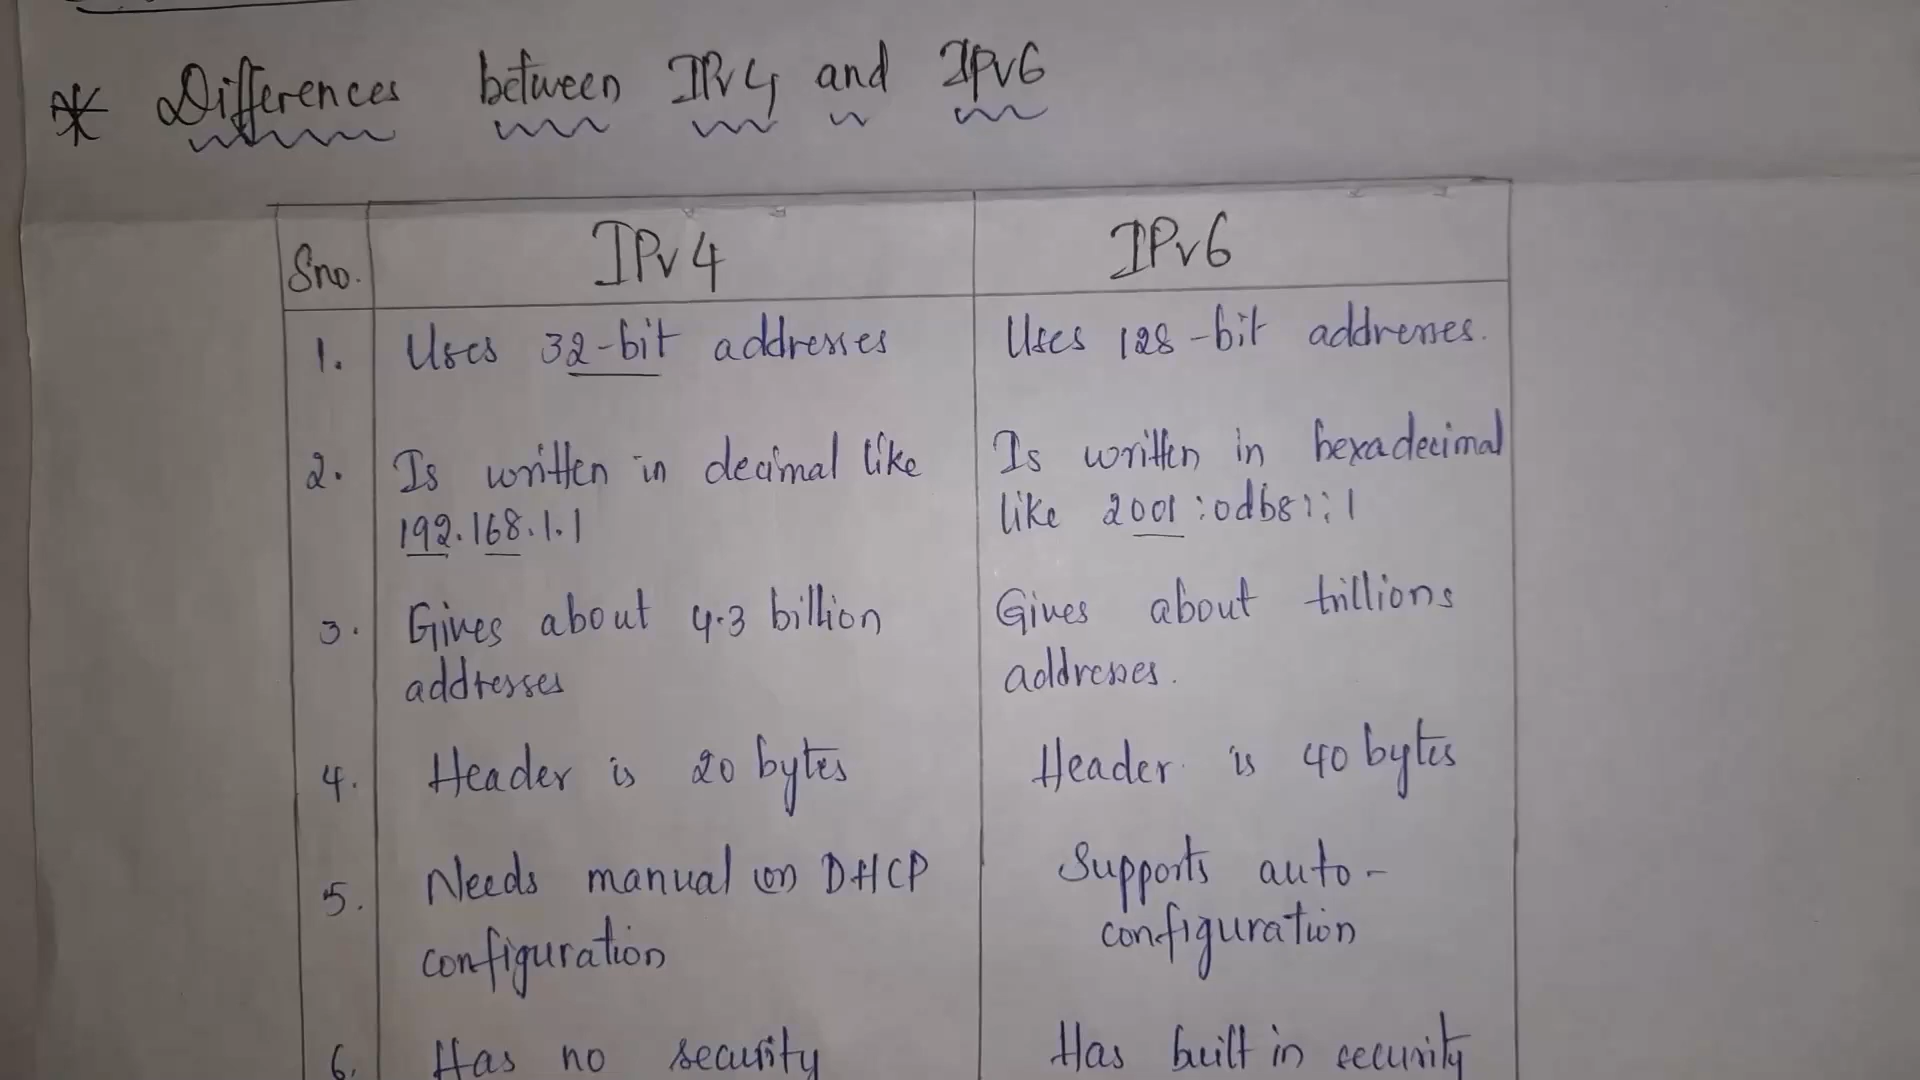 * Differences between IPv4 and IPv6
Sno. IPv4 IPv6
1. Uses 32-bit addresses Uses 128-bit addresses.
2. Is written in decimal like Is written in hexadecimal
192.168.1.1 like 2001:0db8::1
3. Gives about 4.3 billion Gives about trillions
addresses addresses.
4. Header is 20 bytes Header is 40 bytes
5. Needs manual or DHCP Supports auto-
configuration configuration
6. Has no security Has built in security